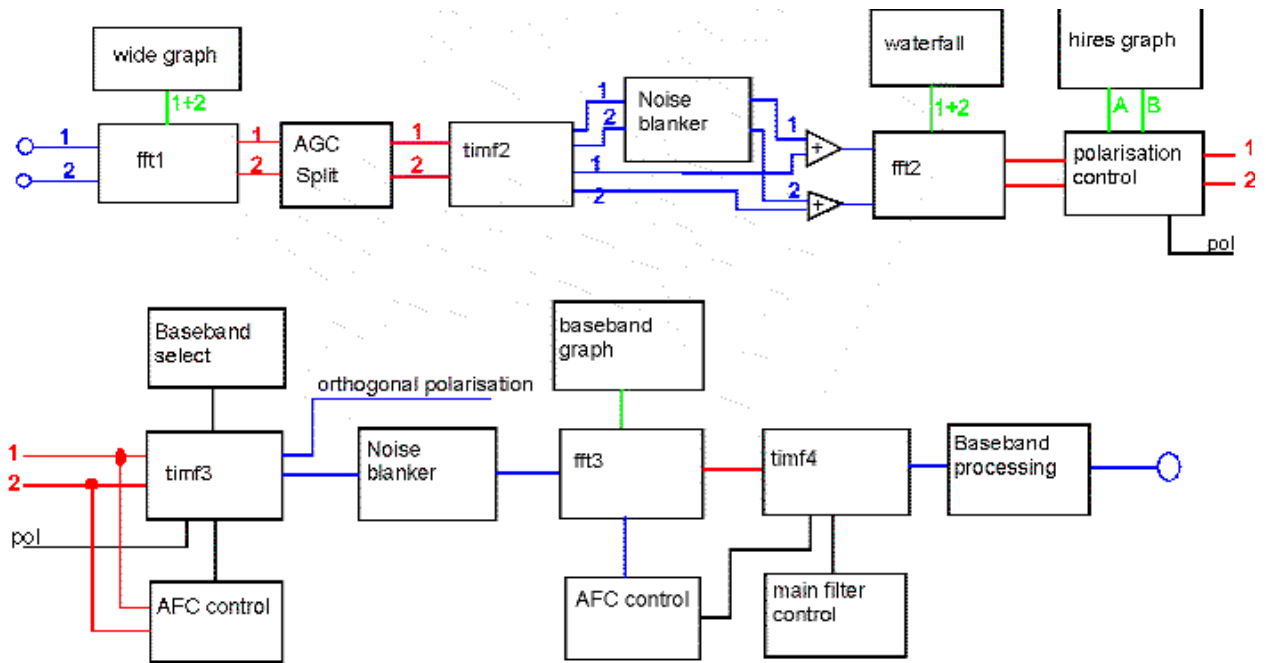 wide graph
1+2
1
2
fft1
1
2
AGC
Split
1
2
timf2
1
2
1
2
Noise
blanker
1
2
+
+
waterfall
1+2
fft2
hires graph
A B
polarisation
control
1
2
pol
Baseband
select
orthogonal polarisation
1
2
pol
timf3
AFC control
Noise
blanker
baseband
graph
fft3
AFC control
timf4
main filter
control
Baseband
processing